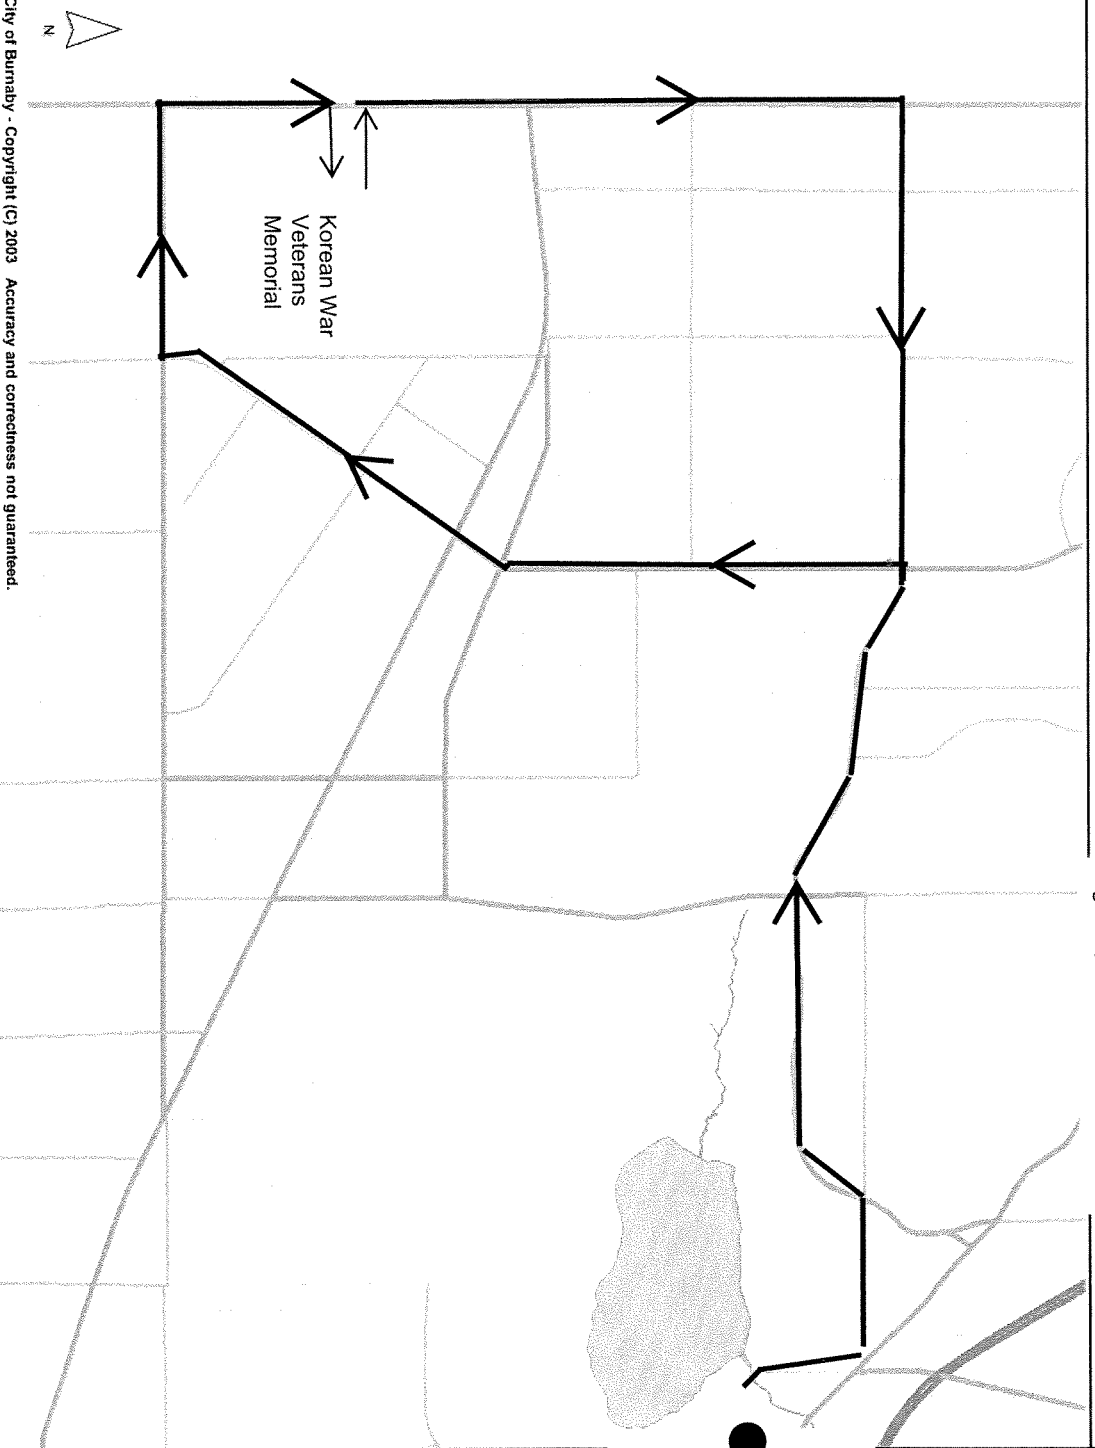 N
Korean War
Veterans
Memorial
City of Burnaby - Copyright (C) 2003 Accuracy and correctness not guaranteed.